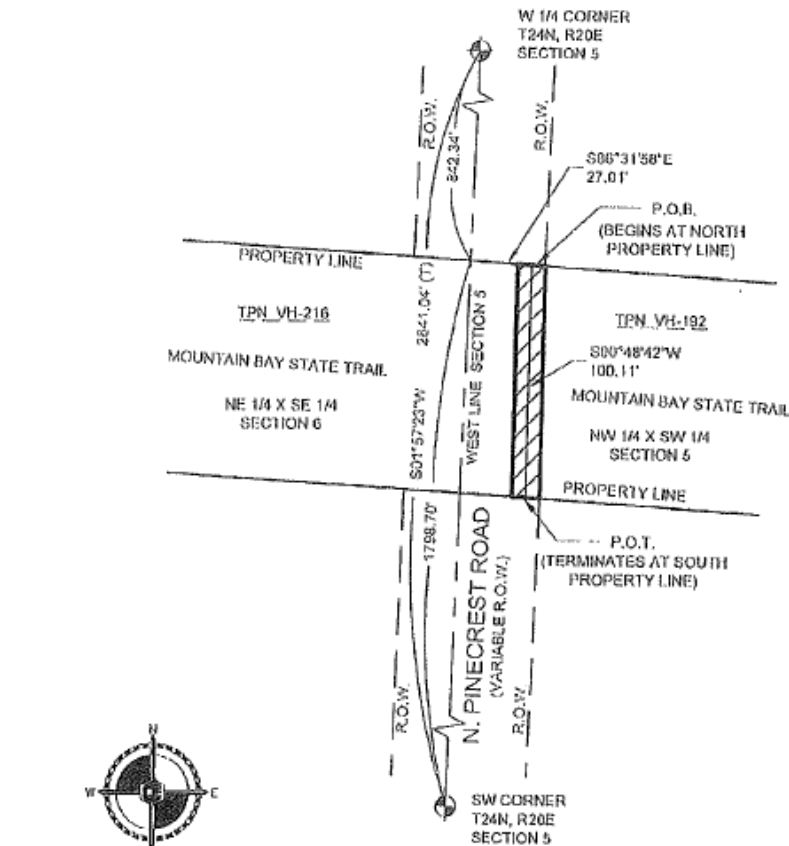 W 1/4 CORNER
T24N, R20E
SECTION 5
R.O.W.
842.34'
R.O.W.
S86°31'58"E
27.01'
P.O.B.
(BEGINS AT NORTH
PROPERTY LINE)
PROPERTY LINE
TPN VH-216
MOUNTAIN BAY STATE TRAIL
NE 1/4 X SE 1/4
SECTION 6
2641.04' (T)
S01°57'23"W
WEST LINE SECTION 5
TPN VH-192
S00°48'42"W
100.11'
MOUNTAIN BAY STATE TRAIL
NW 1/4 X SW 1/4
SECTION 5
PROPERTY LINE
P.O.T.
(TERMINATES AT SOUTH
PROPERTY LINE)
1798.70'
N. PINECREST ROAD
(VARIABLE R.O.W.)
R.O.W.
R.O.W.
N
W
E
SW CORNER
T24N, R20E
SECTION 5